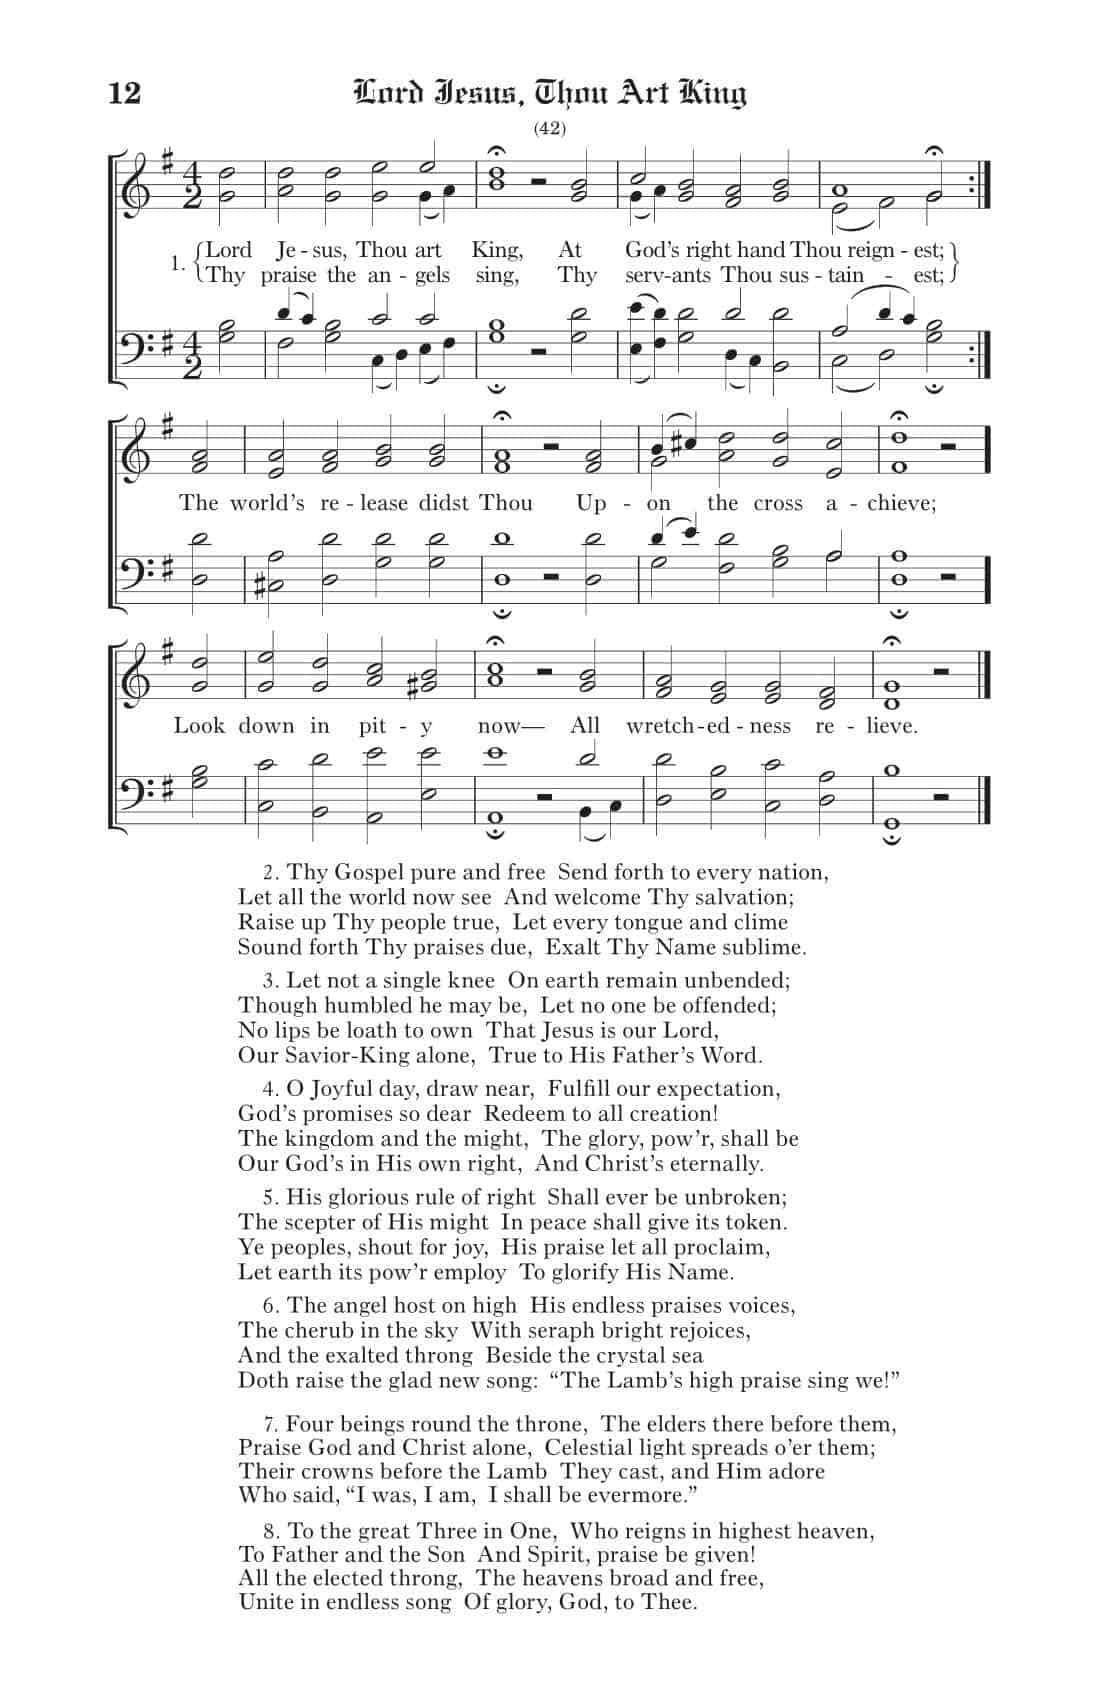 12 Lord Jesus, Thou Art King
(42)
1. Lord Je - sus, Thou art King, At God’s right hand Thou reign - est;
Thy praise the an - gels sing, Thy serv-ants Thou sus - tain - est;
The world’s re - lease didst Thou Up - on the cross a - chieve;
Look down in pit - y now— All wretch-ed - ness re - lieve.
2. Thy Gospel pure and free Send forth to every nation,
Let all the world now see And welcome Thy salvation;
Raise up Thy people true, Let every tongue and clime
Sound forth Thy praises due, Exalt Thy Name sublime.
3. Let not a single knee On earth remain unbended;
Though humbled he may be, Let no one be offended;
No lips be loath to own That Jesus is our Lord,
Our Savior-King alone, True to His Father’s Word.
4. O Joyful day, draw near, Fulfill our expectation,
God’s promises so dear Redeem to all creation!
The kingdom and the might, The glory, pow’r, shall be
Our God’s in His own right, And Christ’s eternally.
5. His glorious rule of right Shall ever be unbroken;
The scepter of His might In peace shall give its token.
Ye peoples, shout for joy, His praise let all proclaim,
Let earth its pow’r employ To glorify His Name.
6. The angel host on high His endless praises voices,
The cherub in the sky With seraph bright rejoices,
And the exalted throng Beside the crystal sea
Doth raise the glad new song: “The Lamb’s high praise sing we!”
7. Four beings round the throne, The elders there before them,
Praise God and Christ alone, Celestial light spreads o’er them;
Their crowns before the Lamb They cast, and Him adore
Who said, “I was, I am, I shall be evermore.”
8. To the great Three in One, Who reigns in highest heaven,
To Father and the Son And Spirit, praise be given!
All the elected throng, The heavens broad and free,
Unite in endless song Of glory, God, to Thee.